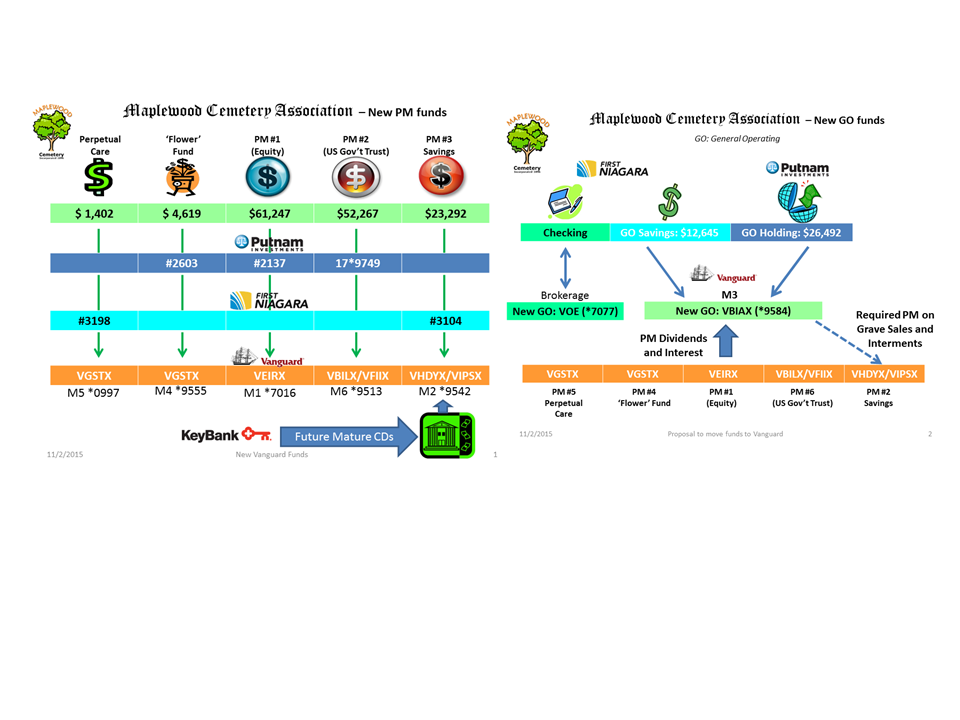 MAPLEWOOD
Cemetery
Maplewood Cemetery Association – New PM funds
Perpetual Care
‘Flower’ Fund
PM #1 (Equity)
PM #2 (US Gov’t Trust)
PM #3 Savings
$ 1,402 $ 4,619 $61,247 $52,267 $23,292
Putnam
INVESTMENTS
#2603 #2137 17*9749
FIRST
NIAGARA
#3198 #3104
Vanguard
VGSTX VGSTX VEIRX VBILX/VFIIX VHDYX/VIPSX
M5 *0997 M4 *9555 M1 *7016 M6 *9513 M2 *9542
KeyBank
Future Mature CDs
11/2/2015 New Vanguard Funds 1
MAPLEWOOD
Cemetery
Maplewood Cemetery Association – New GO funds
GO: General Operating
FIRST
NIAGARA
Putnam
INVESTMENTS
Checking GO Savings: $12,645 GO Holding: $26,492
Vanguard
Brokerage
New GO: VOE (*7077)
M3
New GO: VBIAX (*9584)
Required PM on
Grave Sales and
Interments
PM Dividends
and Interest
VGSTX VGSTX VEIRX VBILX/VFIIX VHDYX/VIPSX
PM #5
Perpetual
Care
PM #4
‘Flower’ Fund
PM #1
(Equity)
PM #6
(US Gov’t Trust)
PM #2
Savings
11/2/2015 Proposal to move funds to Vanguard 2